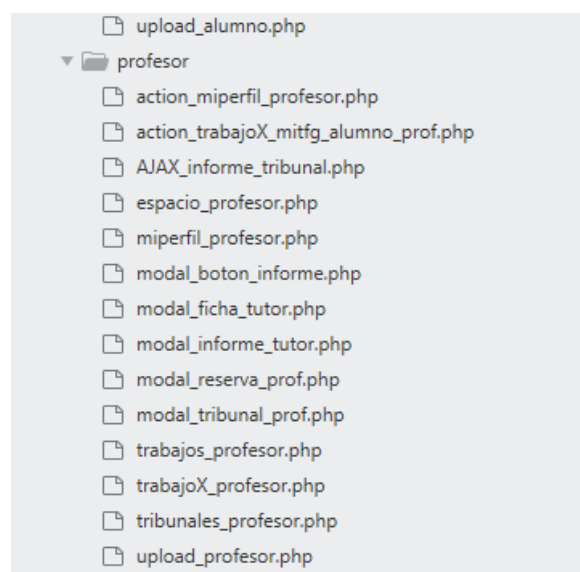 upload_alumno.php
profesor
action_miperfil_profesor.php
action_trabajoX_mitfg_alumno_prof.php
AJAX_informe_tribunal.php
espacio_profesor.php
miperfil_profesor.php
modal_boton_informe.php
modal_ficha_tutor.php
modal_informe_tutor.php
modal_reserva_prof.php
modal_tribunal_prof.php
trabajos_profesor.php
trabajoX_profesor.php
tribunales_profesor.php
upload_profesor.php